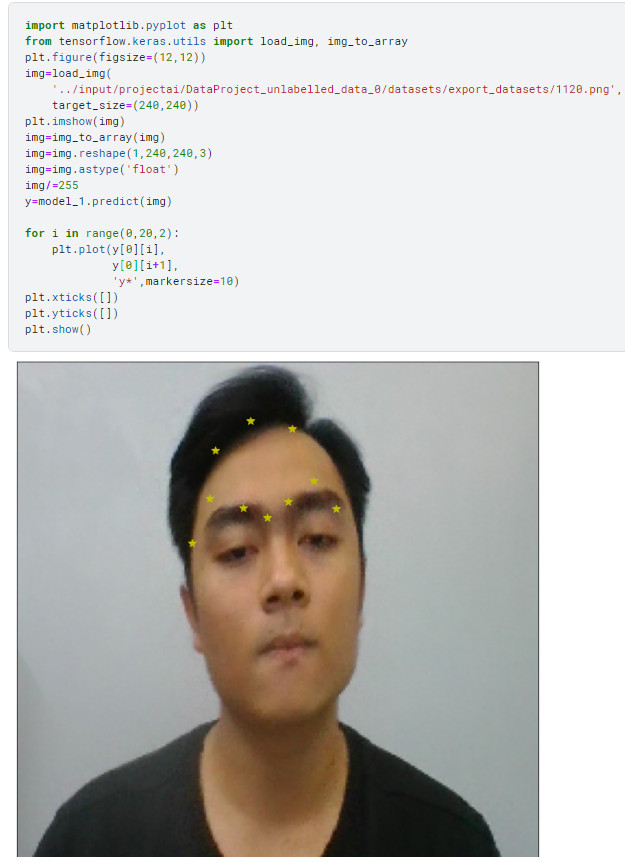 import matplotlib.pyplot as plt
from tensorflow.keras.utils import load_img, img_to_array
plt.figure(figsize=(12,12))
img=load_img(
    '../input/projectai/DataProject_unlabelled_data_0/datasets/export_datasets/1120.png',
    target_size=(240,240))
plt.imshow(img)
img=img_to_array(img)
img=img.reshape(1,240,240,3)
img=img.astype('float')
img/=255
y=model_1.predict(img)

for i in range(0,20,2):
    plt.plot(y[0][i],
             y[0][i+1],
             'y*',markersize=10)
plt.xticks([])
plt.yticks([])
plt.show()